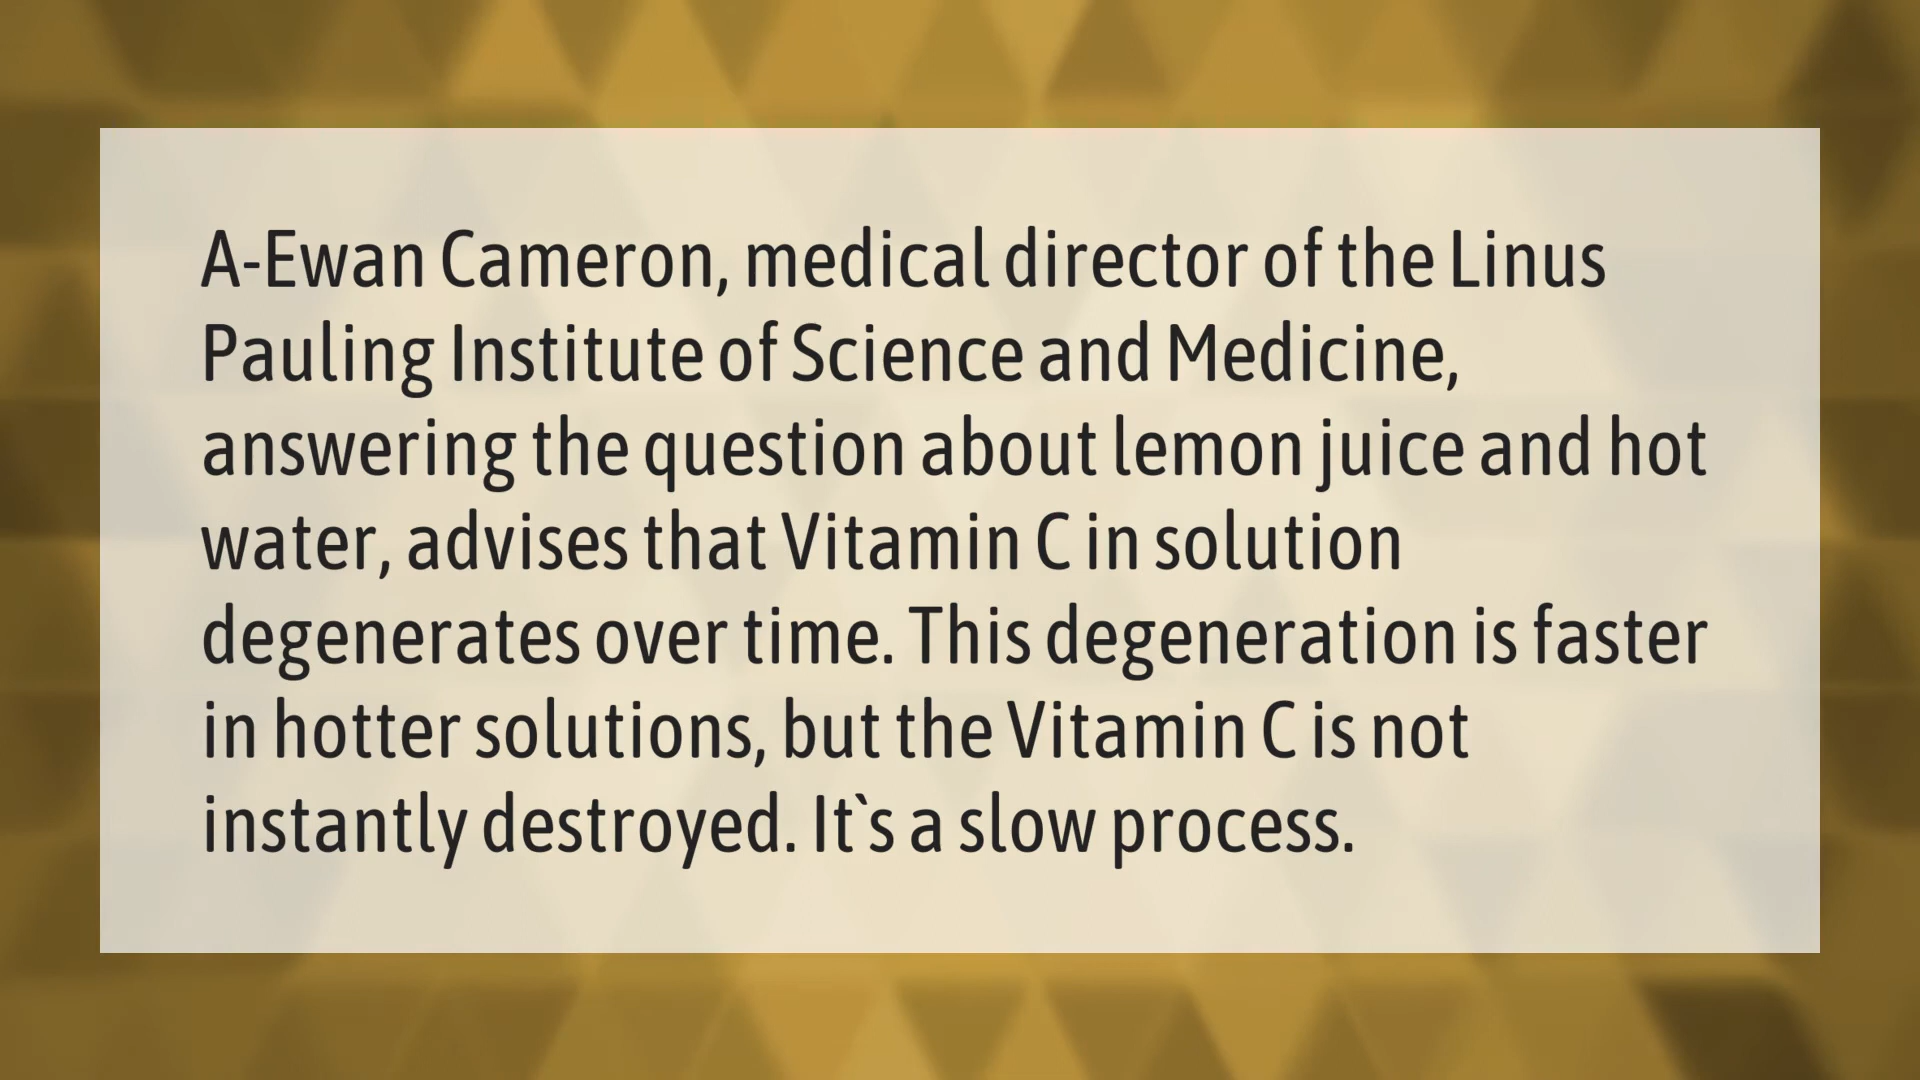 A-Ewan Cameron, medical director of the Linus
Pauling Institute of Science and Medicine,
answering the question about lemon juice and hot
water, advises that Vitamin C in solution
degenerates over time. This degeneration is faster
in hotter solutions, but the Vitamin C is not
instantly destroyed. It`s a slow process.